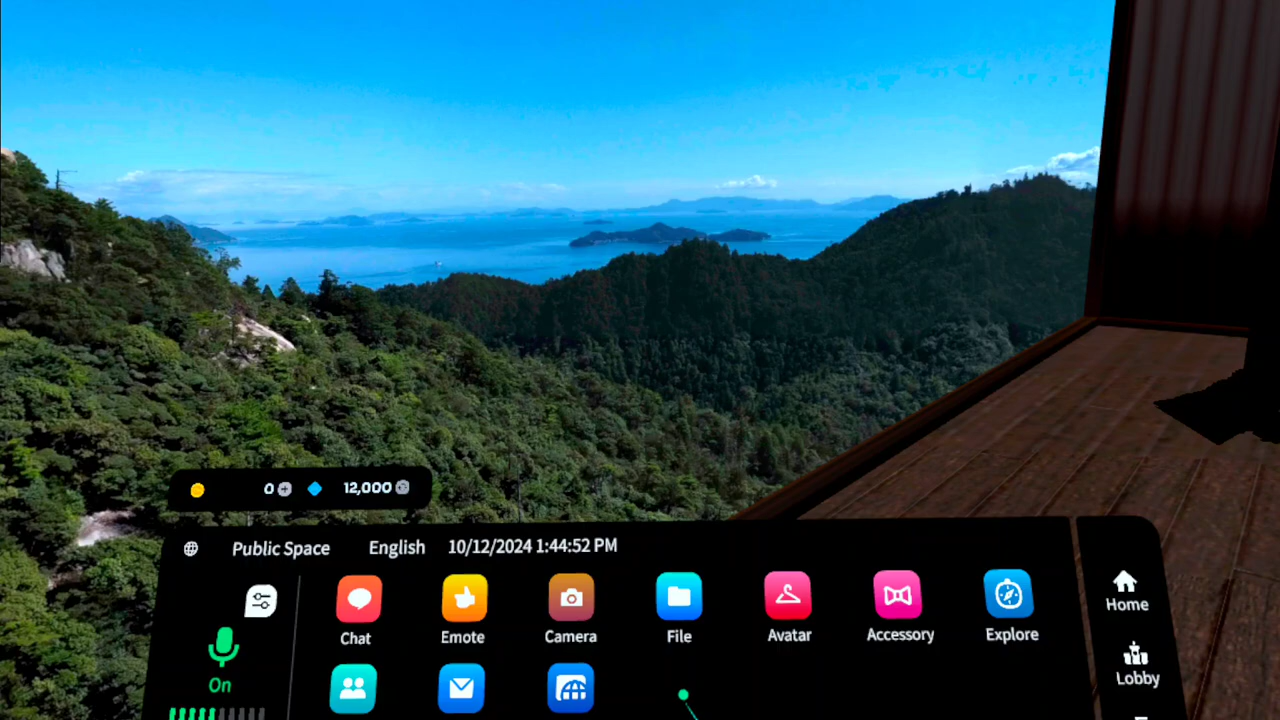 0 12,000
Public Space English 10/12/2024 1:44:52 PM
Chat Emote Camera File Avatar Accessory Explore
On
Home
Lobby